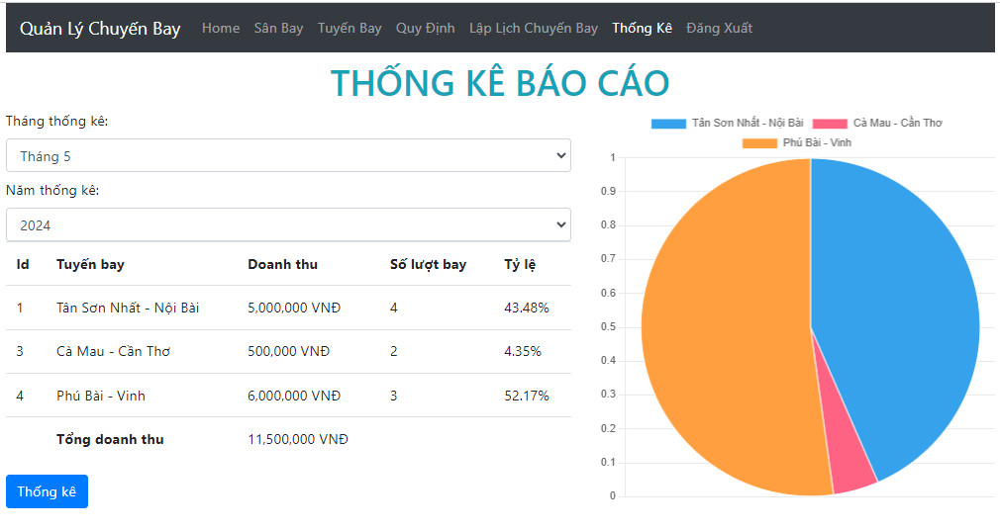 Quản Lý Chuyến Bay Home Sân Bay Tuyến Bay Quy Định Lập Lịch Chuyến Bay Thống Kê Đăng Xuất
THỐNG KÊ BÁO CÁO
Tháng thống kê:
Tháng 5
Năm thống kê:
2024
Id Tuyến bay Doanh thu Số lượt bay Tỷ lệ
1 Tân Sơn Nhất - Nội Bài 5,000,000 VNĐ 4 43.48%
3 Cà Mau - Cần Thơ 500,000 VNĐ 2 4.35%
4 Phú Bài - Vinh 6,000,000 VNĐ 3 52.17%
Tổng doanh thu 11,500,000 VNĐ
Thống kê
Tân Sơn Nhất - Nội Bài Cà Mau - Cần Thơ
Phú Bài - Vinh
1
0.9
0.8
0.7
0.6
0.5
0.4
0.3
0.2
0.1
0